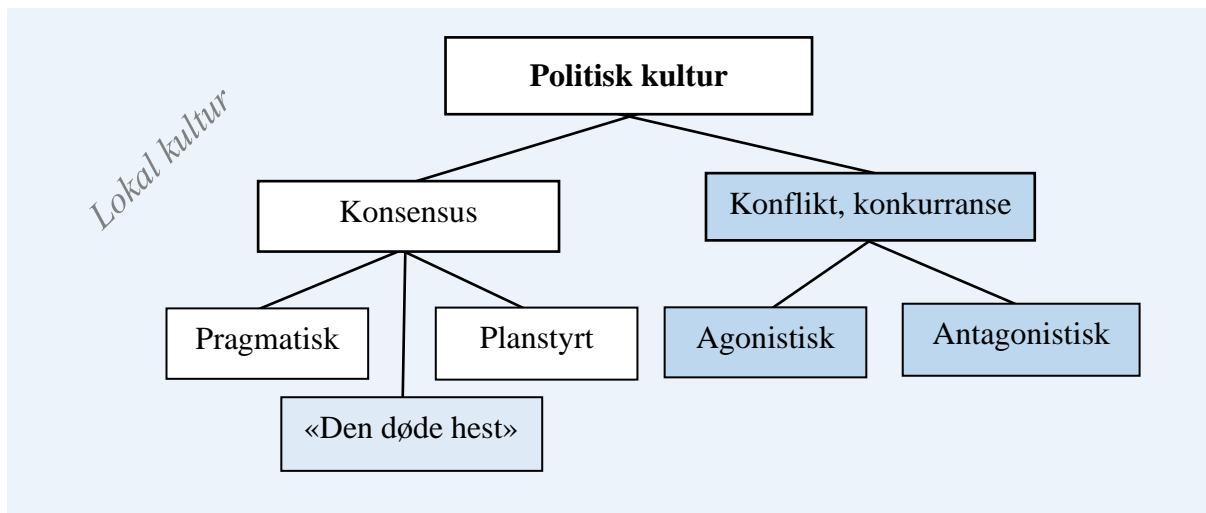 Politisk kultur
Lokal kultur
Konsensus
Konflikt, konkurranse
Pragmatisk
Planstyrt
Agonistisk
Antagonistisk
«Den døde hest»